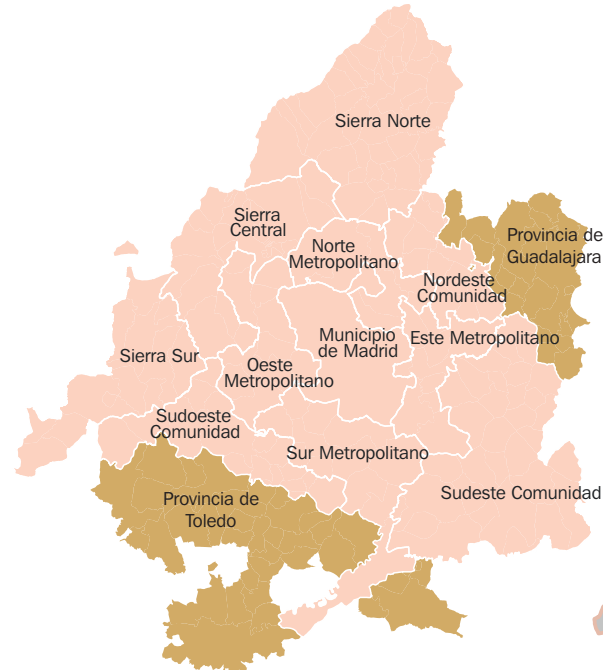 Sierra Norte
Sierra
Central
Provincia de
Guadalajara
Norte
Metropolitano
Nordeste
Comunidad
Municipio
de Madrid
Este Metropolitano
Sierra Sur
Oeste
Metropolitano
Sudoeste
Comunidad
Sur Metropolitano
Sudeste Comunidad
Provincia de
Toledo